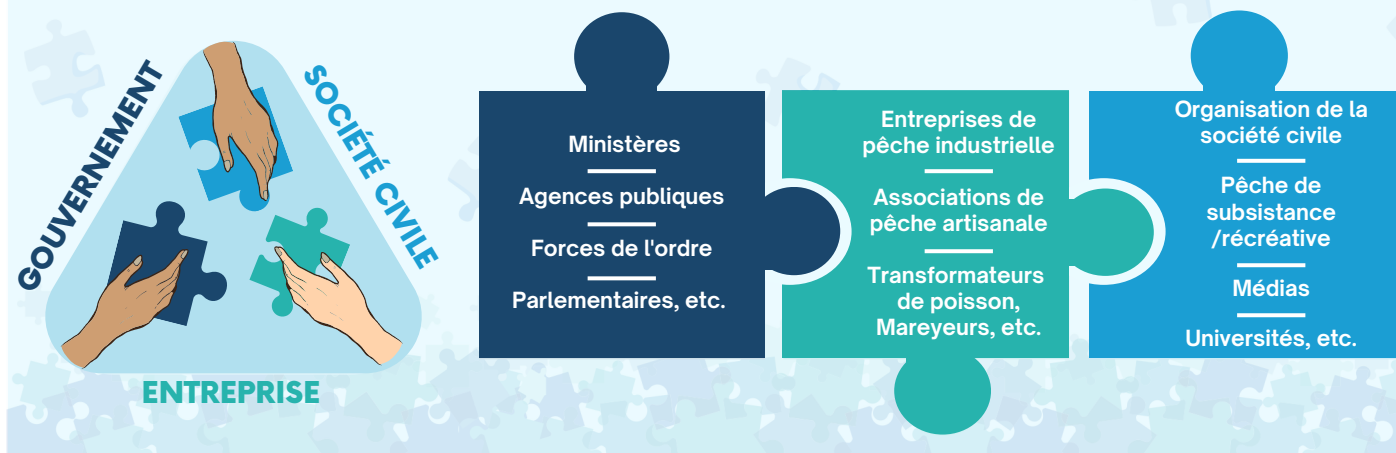 GOUVERNEMENT
SOCIÉTÉ CIVILE
ENTREPRISE
Ministères
Agences publiques
Forces de l'ordre
Parlementaires, etc.
Entreprises de
pêche industrielle
Associations de
pêche artisanale
Transformateurs
de poisson,
Mareyeurs, etc.
Organisation de la
société civile
Pêche de
subsistance
/récréative
Médias
Universités, etc.